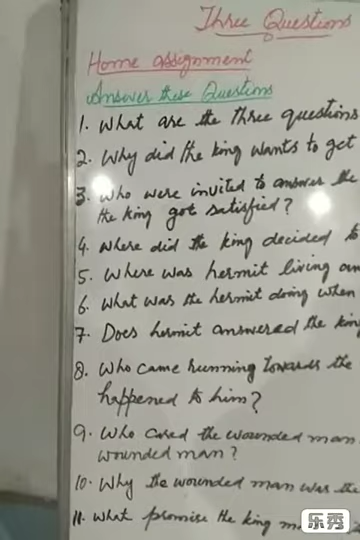 Three Questions
Home assignment
Answer these Questions
1. What are the three questions
2. Why did the king wants to get
3. Who were invited to answer the
the king got satisfied?
4. Where did the king decided to
5. Where was hermit living an
6. What was the hermit doing when
7. Does hermit answered the king
8. Who came running towards the
happened to him?
9. Who cared the wounded man
wounded man?
10. Why the wounded man was the
11. What promise the king m
乐秀